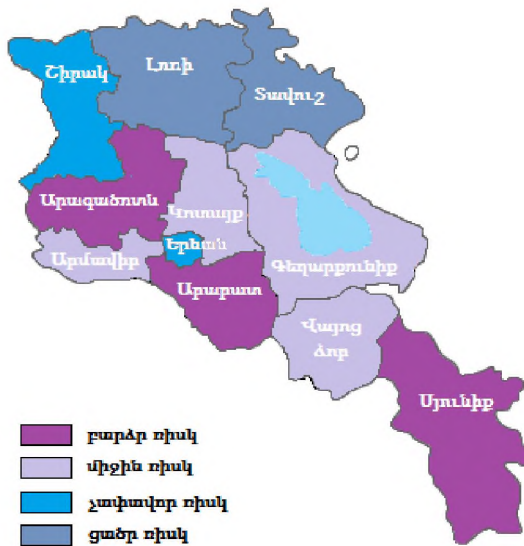 Շիրակ
Լոռի
Տավուշ
Արագածոտն
Կոտայք
Երևան
Արմավիր
Գեղարքունիք
Արարատ
Վայոց
ձոր
Սյունիք
բարձր ռիսկ
միջին ռիսկ
չափավոր ռիսկ
ցածր ռիսկ